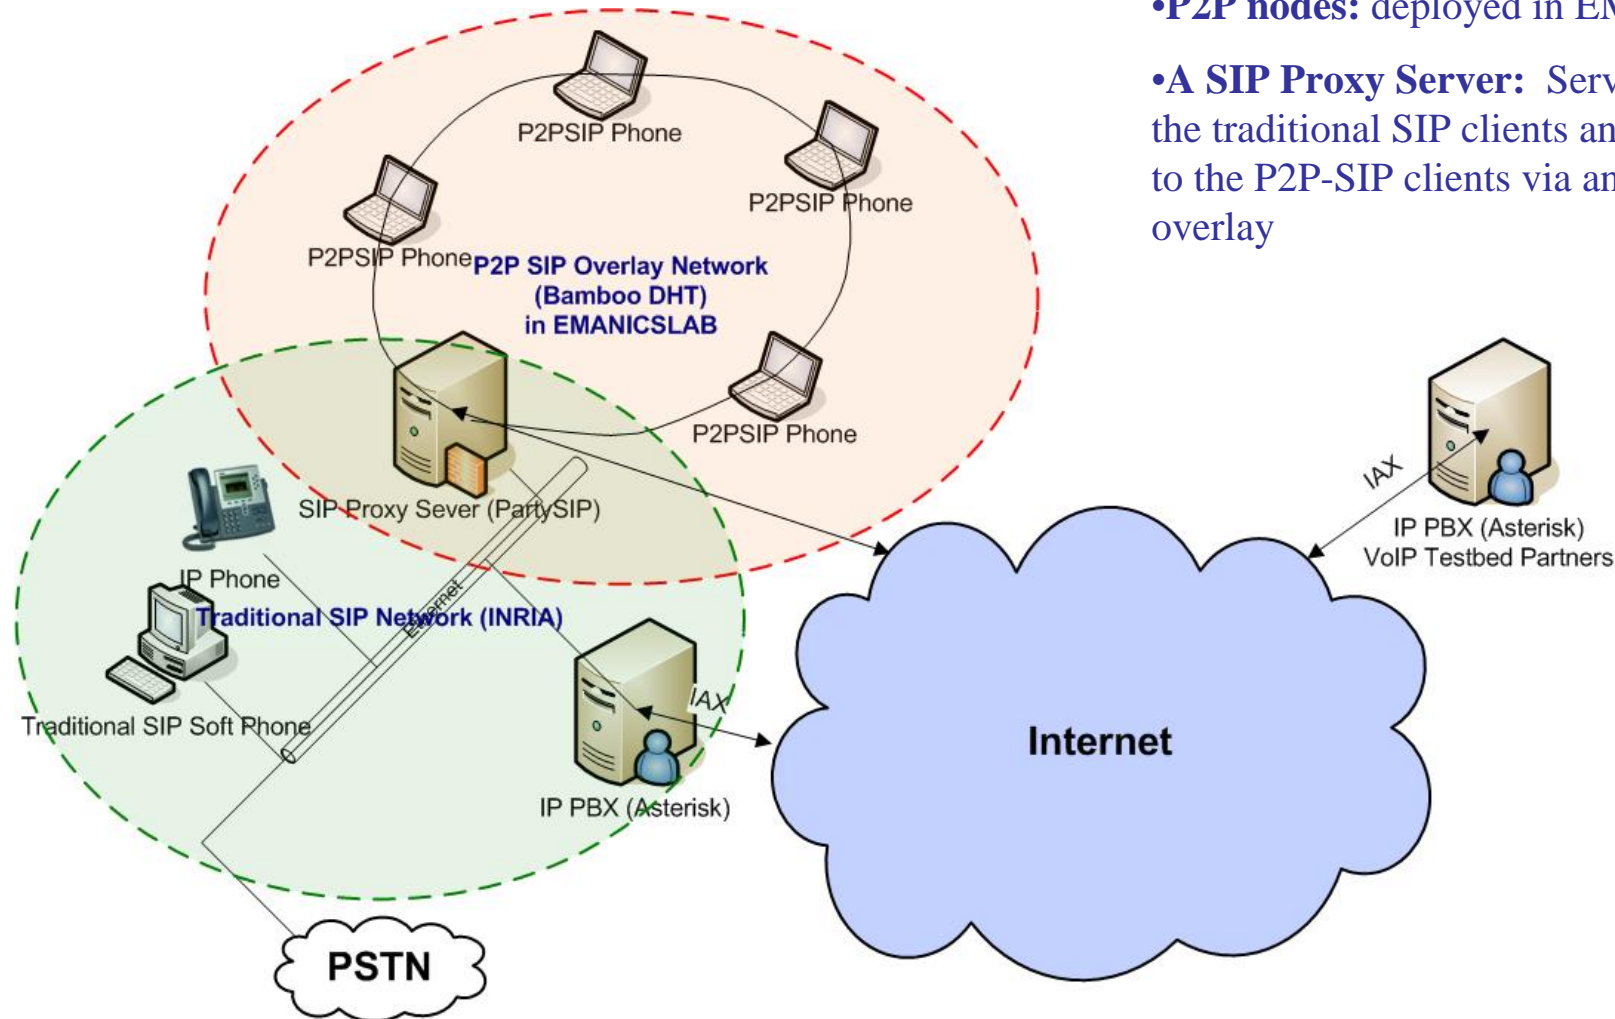 •P2P nodes: deployed in EM
•A SIP Proxy Server: Serv
the traditional SIP clients an
to the P2P-SIP clients via an
overlay
P2PSIP Phone
P2PSIP Phone
P2PSIP Phone
P2P SIP Overlay Network
(Bamboo DHT)
in EMANICSLAB
P2PSIP Phone
SIP Proxy Sever (PartySIP)
IP Phone
Ethernet
Traditional SIP Network (INRIA)
Traditional SIP Soft Phone
IAX
IP PBX (Asterisk)
IAX
IP PBX (Asterisk)
VoIP Testbed Partners
Internet
PSTN